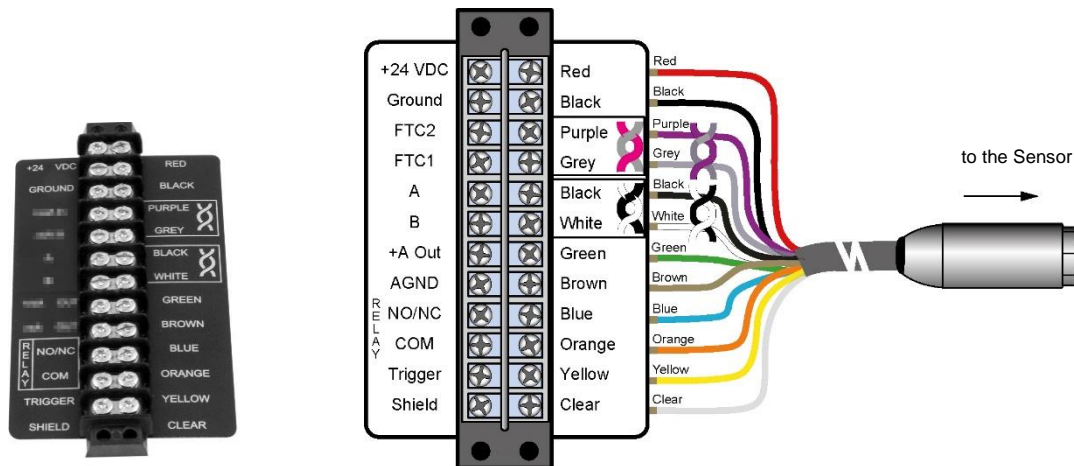 +24 VDC
RED
GROUND
BLACK
PURPLE
GREY
BLACK
WHITE
GREEN
BROWN
RELAY
NO/NC
BLUE
COM
ORANGE
TRIGGER
YELLOW
SHIELD
CLEAR
+24 VDC
Red
Red
Ground
Black
Black
FTC2
Purple
Purple
FTC1
Grey
Grey
A
Black
Black
B
White
White
+A Out
Green
Green
AGND
Brown
Brown
RELAY
NO/NC
Blue
Blue
COM
Orange
Orange
Trigger
Yellow
Yellow
Shield
Clear
Clear
to the Sensor